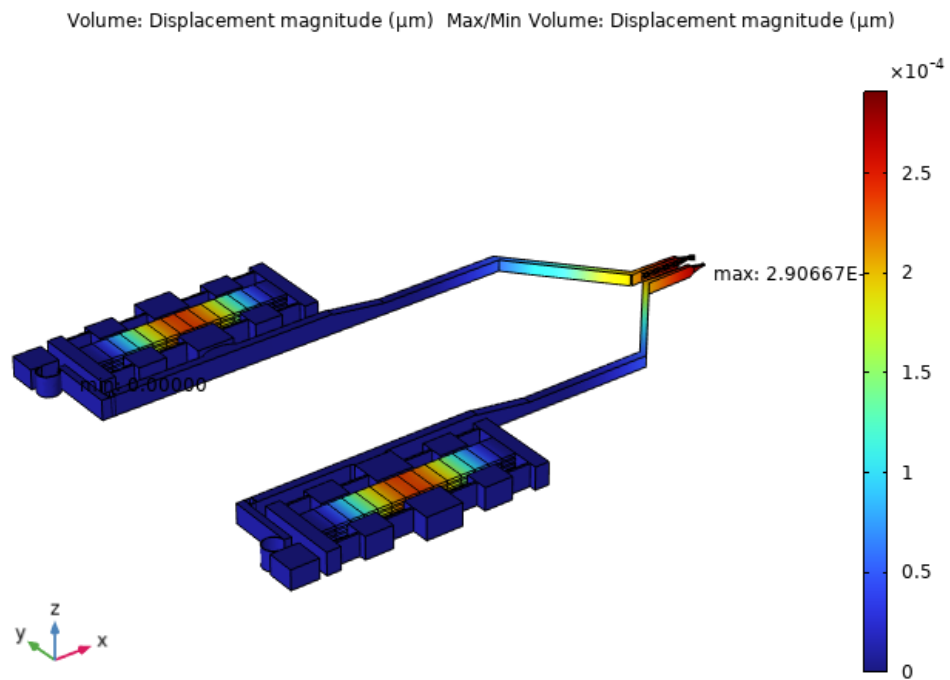 Volume: Displacement magnitude (µm) Max/Min Volume: Displacement magnitude (µm)
×10⁻⁴
2.5
max: 2.90667E-
2
1.5
min: 0.00000
1
0.5
0
z
y
x